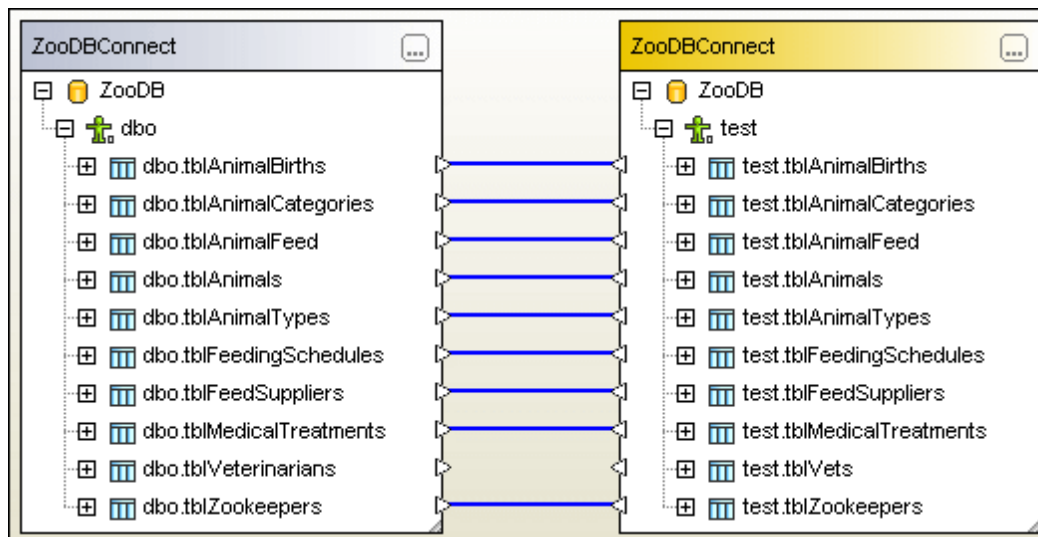 ZooDBConnect
ZooDB
dbo
dbo.tblAnimalBirths
dbo.tblAnimalCategories
dbo.tblAnimalFeed
dbo.tblAnimals
dbo.tblAnimalTypes
dbo.tblFeedingSchedules
dbo.tblFeedSuppliers
dbo.tblMedicalTreatments
dbo.tblVeterinarians
dbo.tblZookeepers
ZooDBConnect
ZooDB
test
test.tblAnimalBirths
test.tblAnimalCategories
test.tblAnimalFeed
test.tblAnimals
test.tblAnimalTypes
test.tblFeedingSchedules
test.tblFeedSuppliers
test.tblMedicalTreatments
test.tblVets
test.tblZookeepers